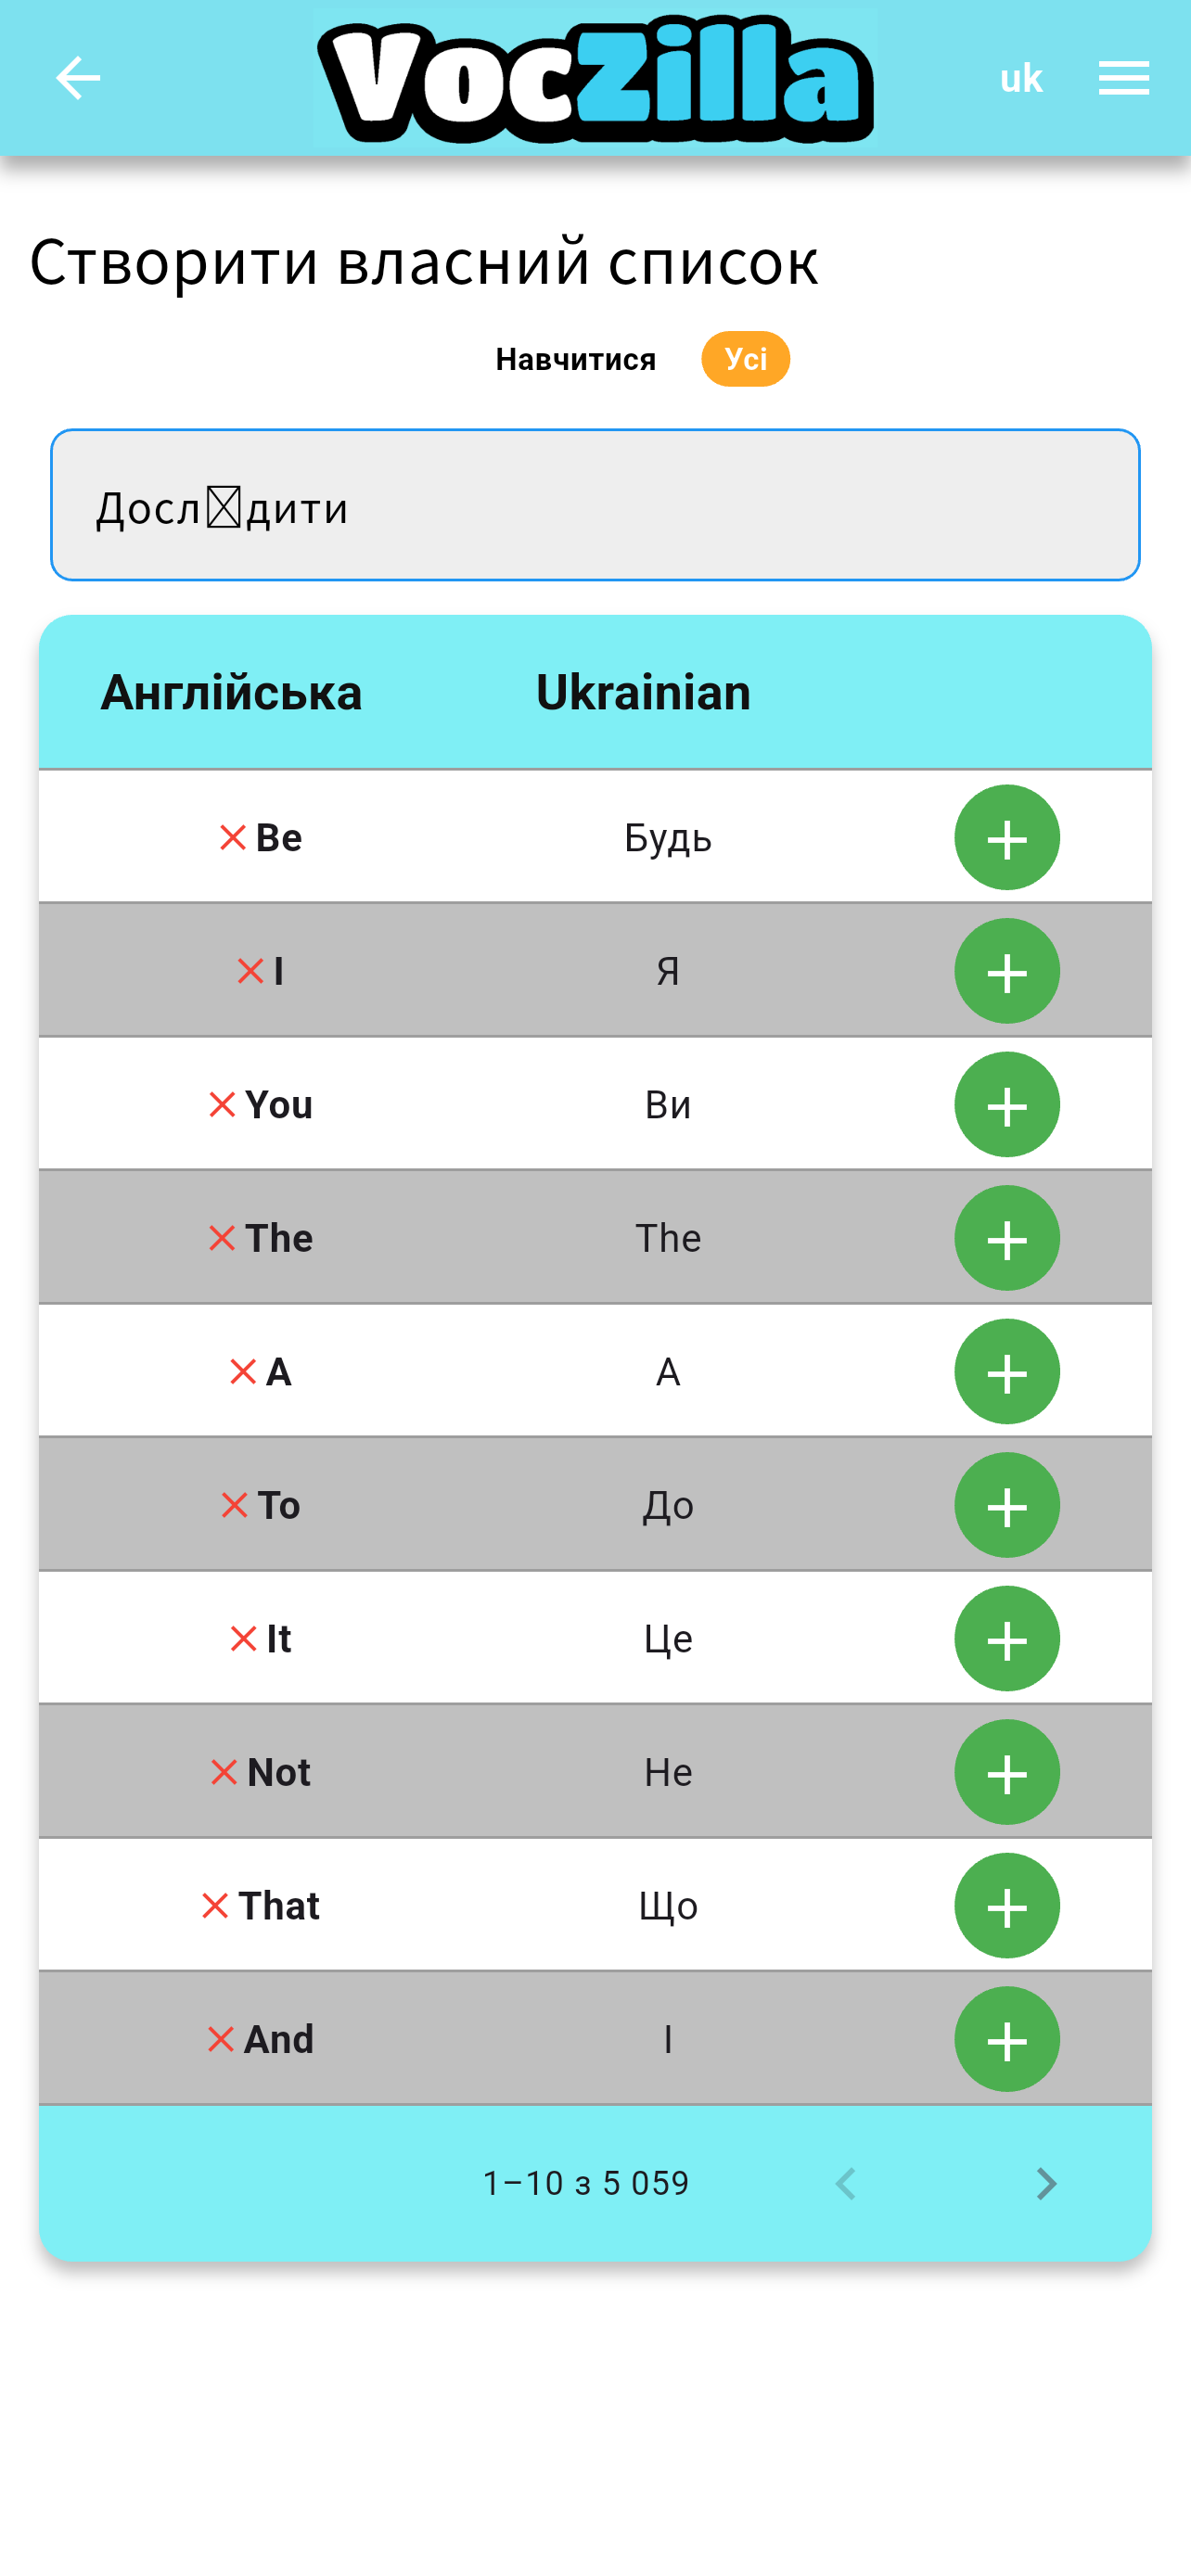 VocZilla
uk
Створити власний список
Навчитися Усі
Досл􏿿дити
Англійська Ukrainian
Be Будь
I Я
You Ви
The The
A А
To До
It Це
Not Не
That Що
And І
1–10 з 5 059